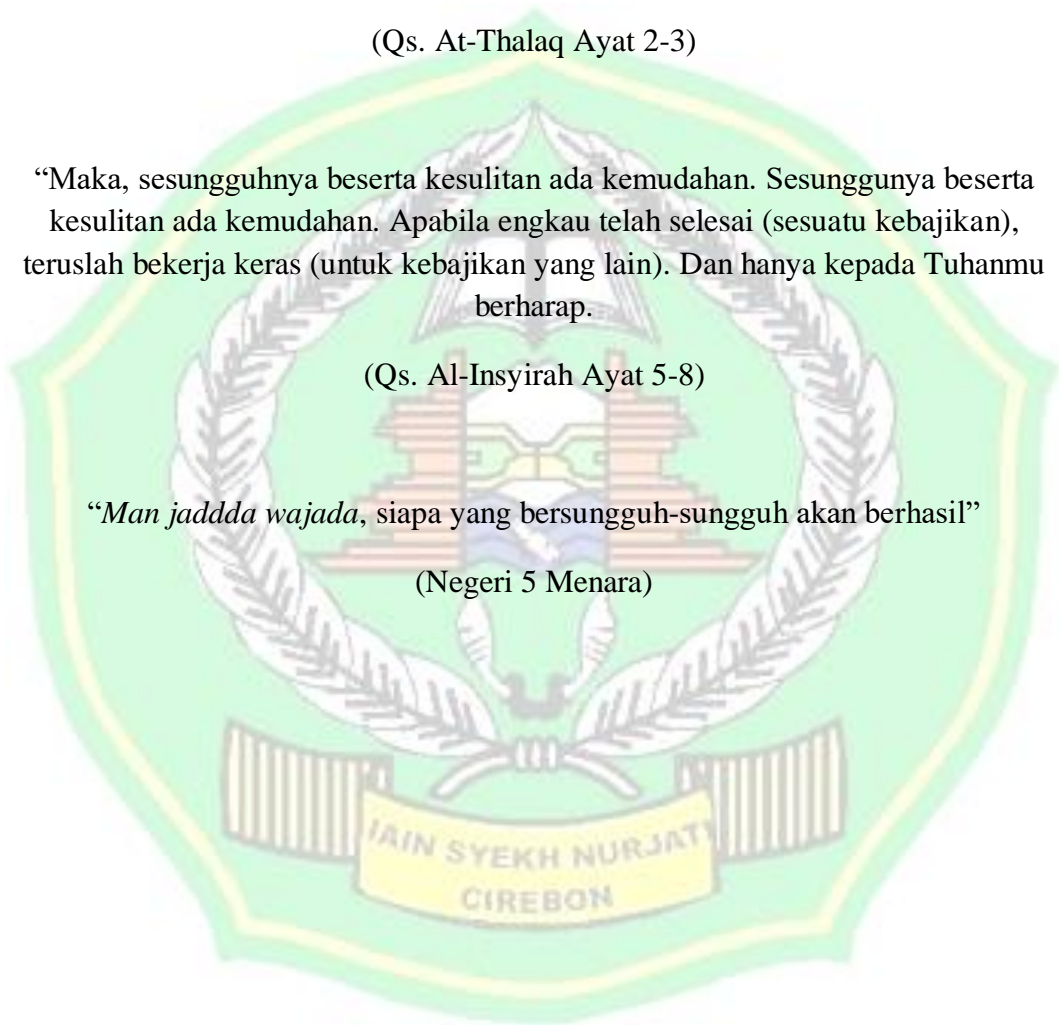 (Qs. At-Thalaq Ayat 2-3)
“Maka, sesungguhnya beserta kesulitan ada kemudahan. Sesunggunya beserta
kesulitan ada kemudahan. Apabila engkau telah selesai (sesuatu kebajikan),
teruslah bekerja keras (untuk kebajikan yang lain). Dan hanya kepada Tuhanmu
berharap.
(Qs. Al-Insyirah Ayat 5-8)
“Man jaddda wajada, siapa yang bersungguh-sungguh akan berhasil”
(Negeri 5 Menara)
IAIN SYEKH NURJATI
CIREBON